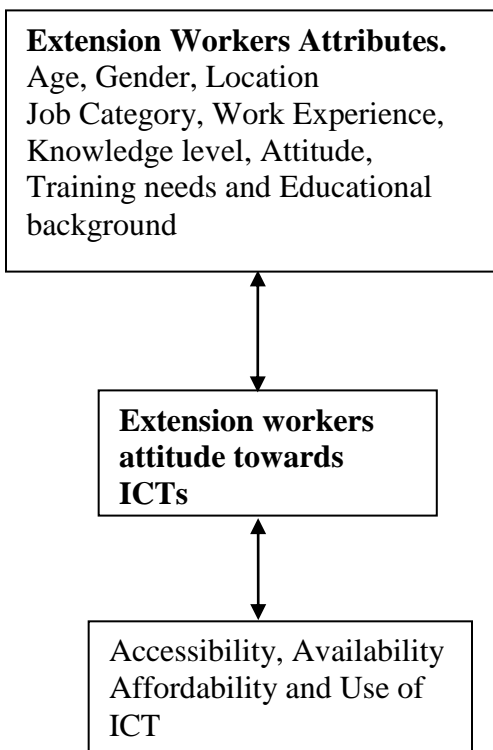 Extension Workers Attributes.
Age, Gender, Location
Job Category, Work Experience,
Knowledge level, Attitude,
Training needs and Educational
background
Extension workers
attitude towards
ICTs
Accessibility, Availability
Affordability and Use of
ICT